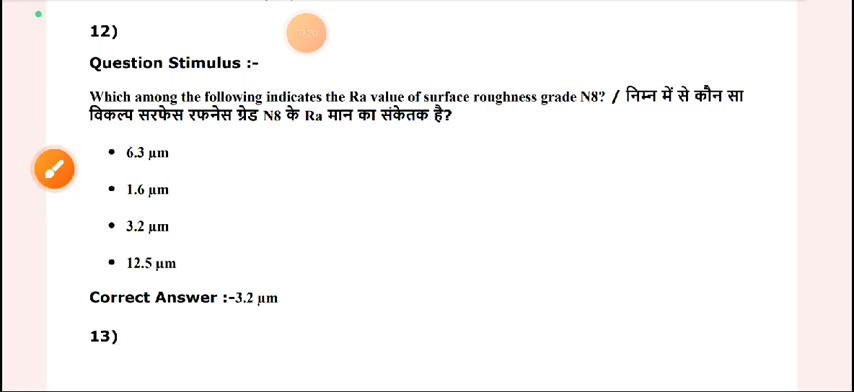 12)
Question Stimulus :-
Which among the following indicates the Ra value of surface roughness grade N8? / निम्न में से कौन सा
विकल्प सरफेस रफनेस ग्रेड N8 के Ra मान का संकेतक है?
• 6.3 µm
• 1.6 µm
• 3.2 µm
• 12.5 µm
Correct Answer :-3.2 µm
13)